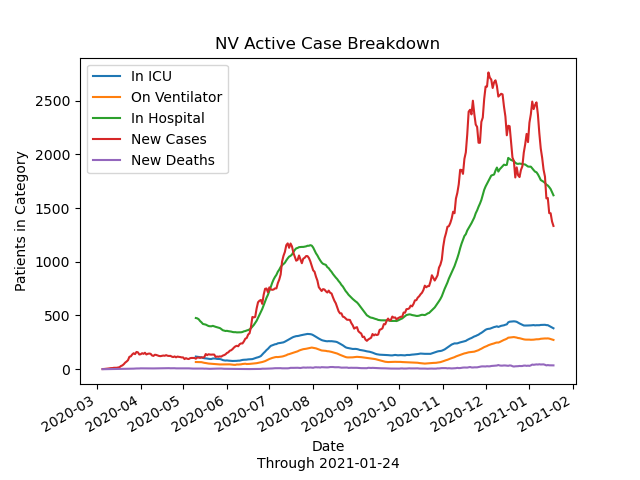 NV Active Case Breakdown
In ICU
On Ventilator
In Hospital
New Cases
New Deaths
Patients in Category
2500
2000
1500
1000
500
0
2020-03
2020-04
2020-05
2020-06
2020-07
2020-08
2020-09
2020-10
2020-11
2020-12
2021-01
2021-02
Date
Through 2021-01-24